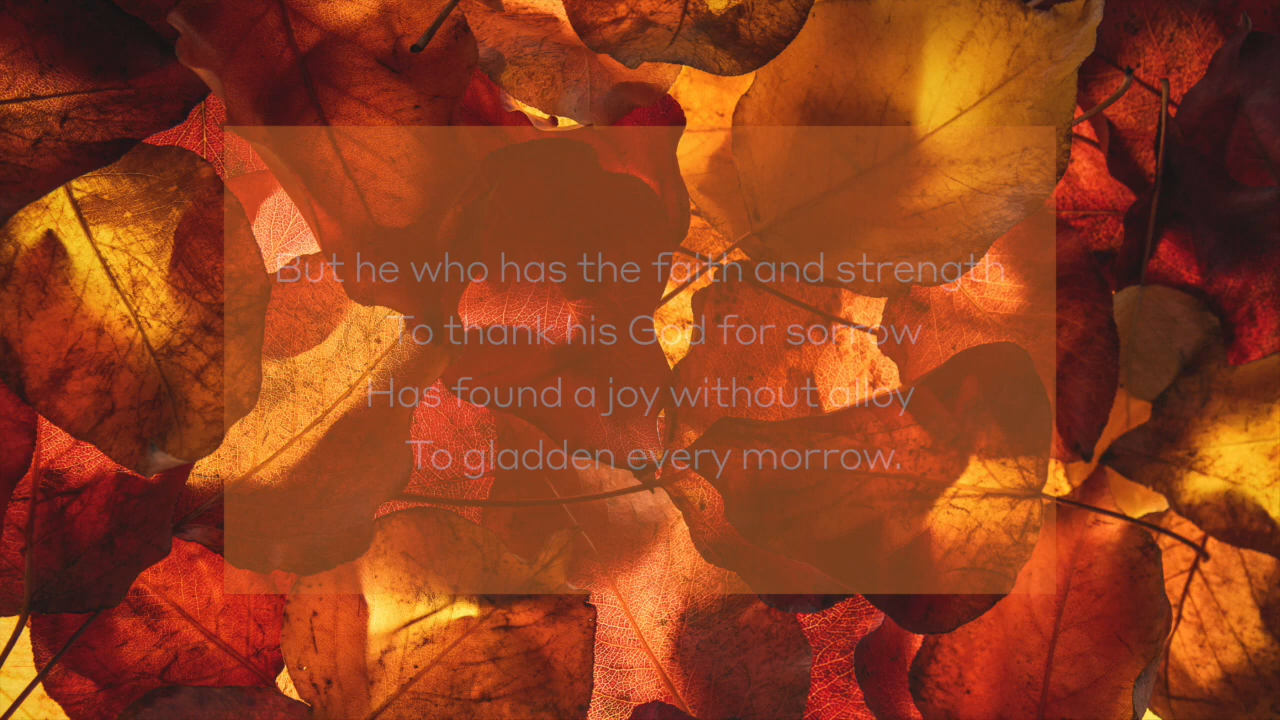 But he who has the faith and strength
To thank his God for sorrow
Has found a joy without alloy
To gladden every morrow.